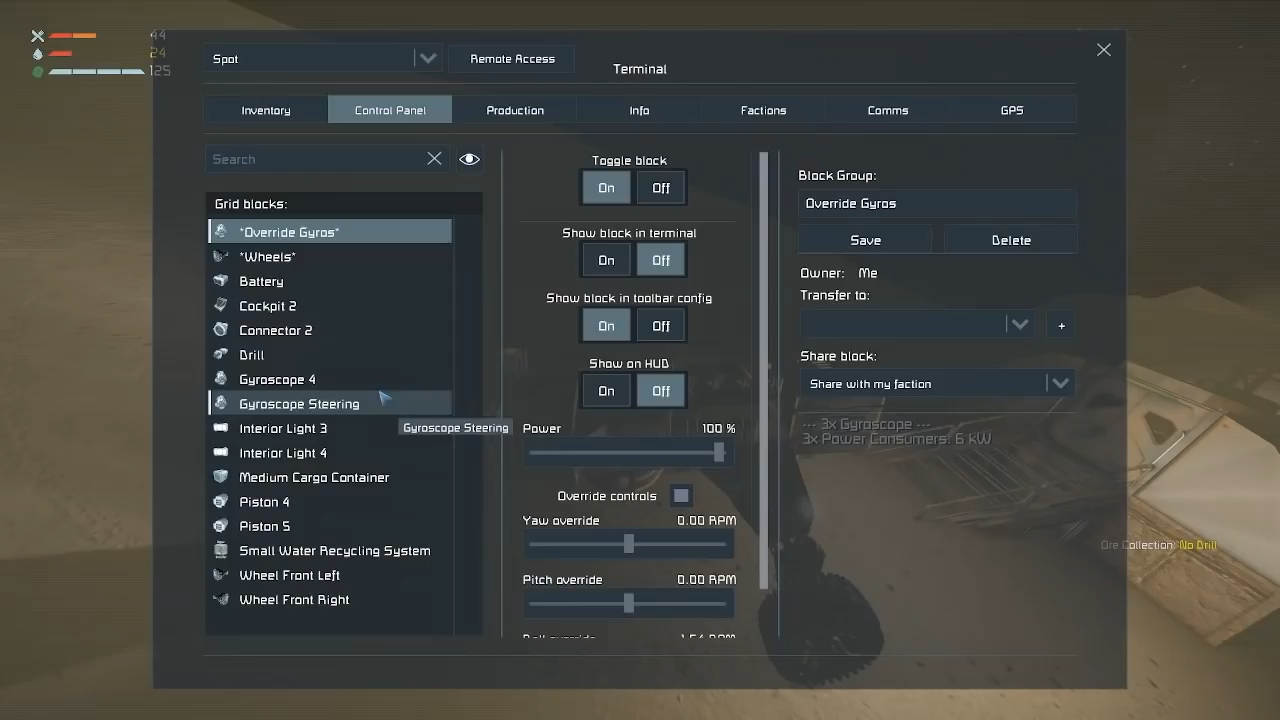 44
24
125
Spot
Remote Access
Terminal
Inventory
Control Panel
Production
Info
Factions
Comms
GPS
Search
Grid blocks:
*Override Gyros*
*Wheels*
Battery
Cockpit 2
Connector 2
Drill
Gyroscope 4
Gyroscope Steering
Gyroscope Steering
Interior Light 3
Interior Light 4
Medium Cargo Container
Piston 4
Piston 5
Small Water Recycling System
Wheel Front Left
Wheel Front Right
Toggle block
On Off
Show block in terminal
On Off
Show block in toolbar config
On Off
Show on HUD
On Off
Power 100 %
Override controls
Yaw override 0.00 RPM
Pitch override 0.00 RPM
Roll override 1.54 RPM
Block Group:
Override Gyros
Save Delete
Owner: Me
Transfer to:
+
Share block:
Share with my faction
--- 3x Gyroscope ---
3x Power Consumers: 6 kW
Ore Collection: No Drill